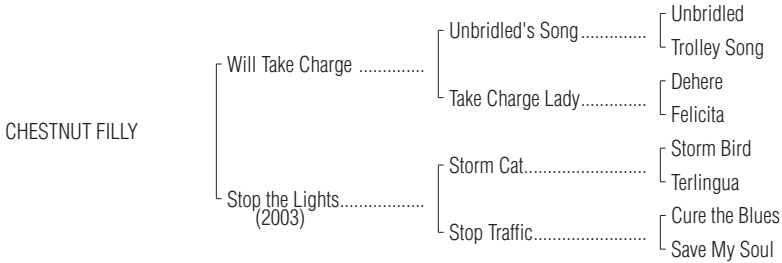 Unbridled
Unbridled's Song..............
Trolley Song
Will Take Charge ..............
Dehere
Take Charge Lady..............
Felicita
CHESTNUT FILLY
Storm Bird
Storm Cat..........................
Terlingua
Stop the Lights..................
(2003)
Cure the Blues
Stop Traffic........................
Save My Soul